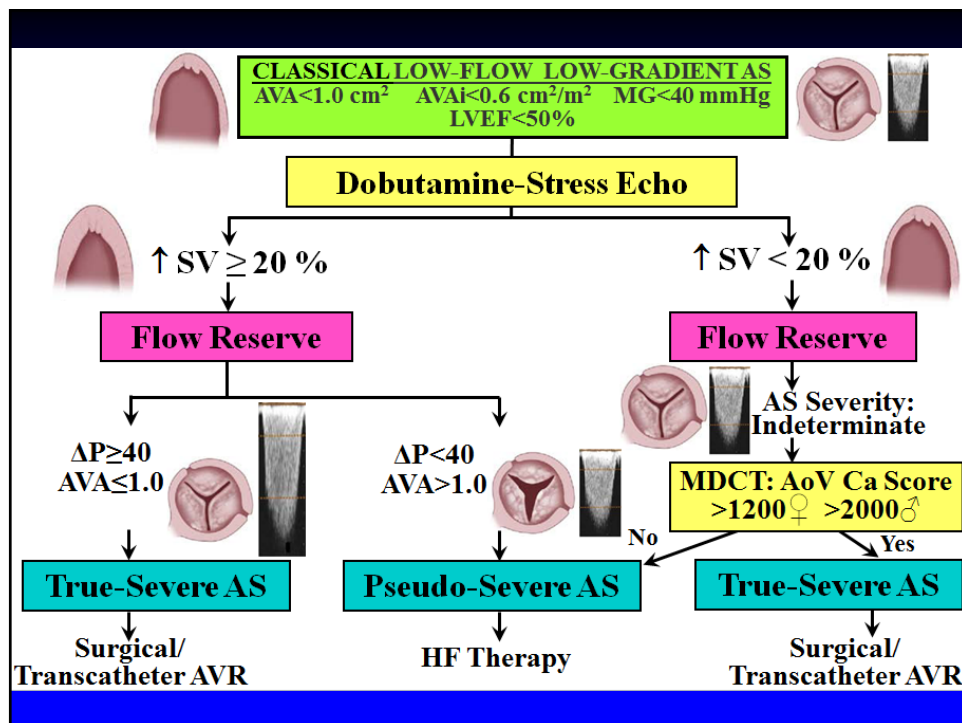 CLASSICAL LOW-FLOW LOW-GRADIENT AS
AVA<1.0 cm² AVAi<0.6 cm²/m² MG<40 mmHg
LVEF<50%
Dobutamine-Stress Echo
↑ SV ≥ 20 %
↑ SV < 20 %
Flow Reserve
Flow Reserve
AS Severity:
Indeterminate
ΔP≥40
AVA≤1.0
ΔP<40
AVA>1.0
MDCT: AoV Ca Score
>1200♀ >2000♂
No
Yes
True-Severe AS
Pseudo-Severe AS
True-Severe AS
Surgical/
Transcatheter AVR
HF Therapy
Surgical/
Transcatheter AVR